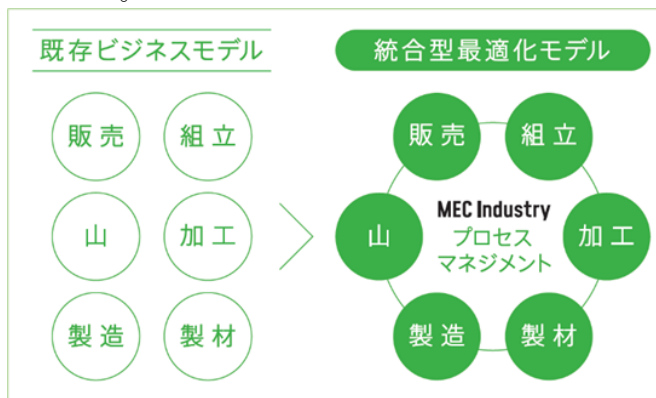 既存ビジネスモデル
販売
組立
山
加工
製造
製材
統合型最適化モデル
販売
組立
山
MEC Industry
プロセス
マネジメント
加工
製造
製材